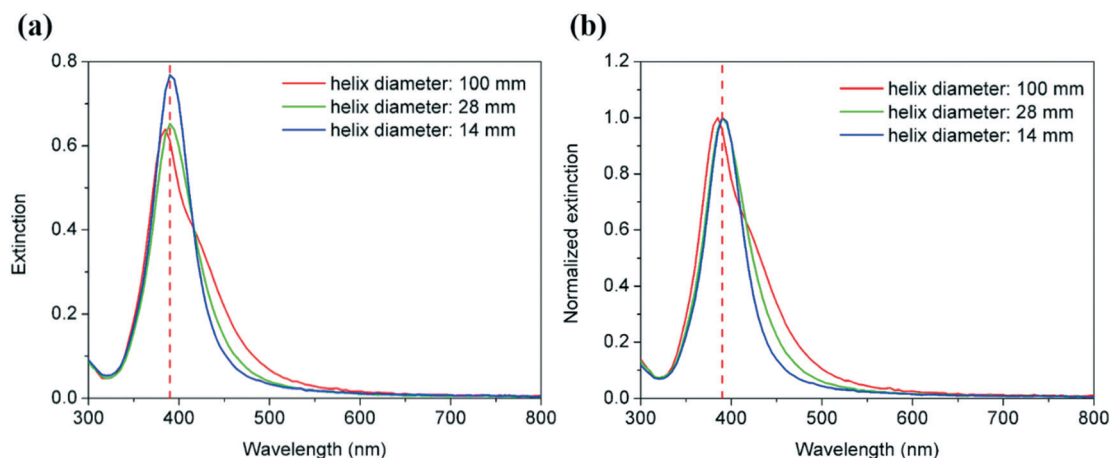 (a)
0.8
0.6
0.4
0.2
0.0
Extinction
helix diameter: 100 mm
helix diameter: 28 mm
helix diameter: 14 mm
300
400
500
600
700
800
Wavelength (nm)
(b)
1.2
1.0
0.8
0.6
0.4
0.2
0.0
Normalized extinction
helix diameter: 100 mm
helix diameter: 28 mm
helix diameter: 14 mm
300
400
500
600
700
800
Wavelength (nm)